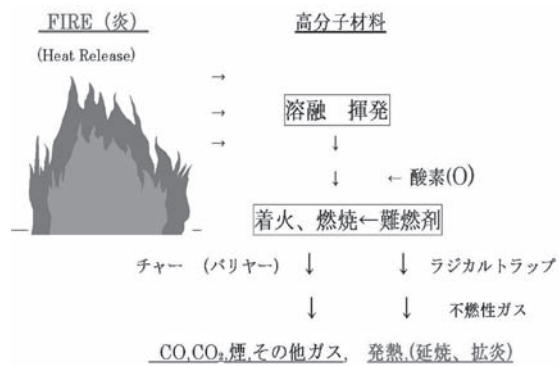 FIRE（炎） 高分子材料
(Heat Release)
→
→ 溶融 揮発
→ ↓
↓ ← 酸素(O)
着火、燃焼←難燃剤
チャー （バリヤー） ↓ ↓ ラジカルトラップ
↓ ↓ 不燃性ガス
CO,CO₂,煙,その他ガス, 発熱,(延焼、拡炎)